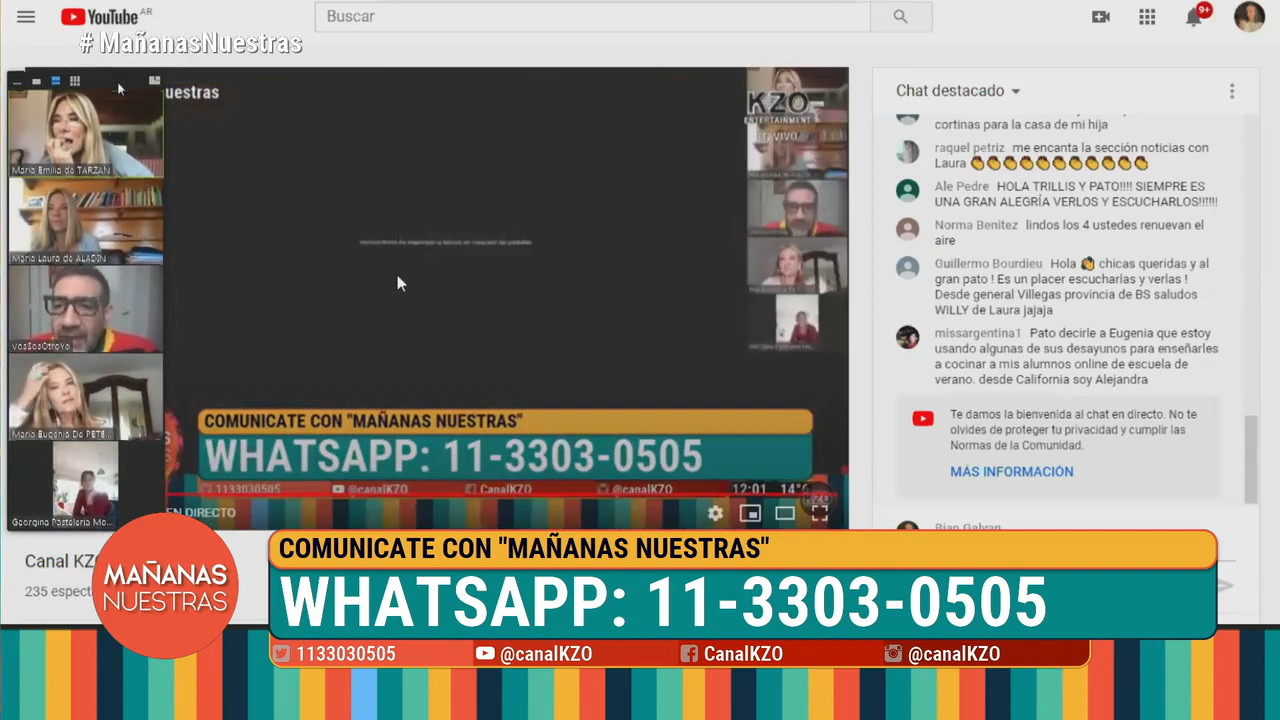 YouTube AR
Buscar
9+
# MañanasNuestras
uestras
KZO
ENTERTAINMENT
EN VIVO
Maria Emilia de TARZAN
Maria Laura de ALADIN
VosSosOtroYo
Maria Eugenia De PETE...
Georgina Pasteleria Mo...
COMUNICATE CON "MAÑANAS NUESTRAS"
WHATSAPP: 11-3303-0505
1133030505 @canalKZO CanalKZO @canalKZO
12:01 14°
EN DIRECTO
KZO
Chat destacado
cortinas para la casa de mi hija
raquel petriz me encanta la sección noticias con
Laura 👏👏👏👏👏👏👏👏👏👏👏
Ale Pedre HOLA TRILLIS Y PATO!!!! SIEMPRE ES
UNA GRAN ALEGRÍA VERLOS Y ESCUCHARLOS!!!!!!
Norma Benitez lindos los 4 ustedes renuevan el
aire
Guillermo Bourdieu Hola 👏 chicas queridas y al
gran pato ! Es un placer escucharlas y verlas !
Desde general Villegas provincia de BS saludos
WILLY de Laura jajaja
missargentina1 Pato decirle a Eugenia que estoy
usando algunas de sus desayunos para enseñarles
a cocinar a mis alumnos online de escuela de
verano. desde California soy Alejandra
Te damos la bienvenida al chat en directo. No te
olvides de proteger tu privacidad y cumplir las
Normas de la Comunidad.
MÁS INFORMACIÓN
Bian Galvan
Canal KZ
235 espect
MAÑANAS
NUESTRAS
COMUNICATE CON "MAÑANAS NUESTRAS"
WHATSAPP: 11-3303-0505
1133030505 @canalKZO CanalKZO @canalKZO